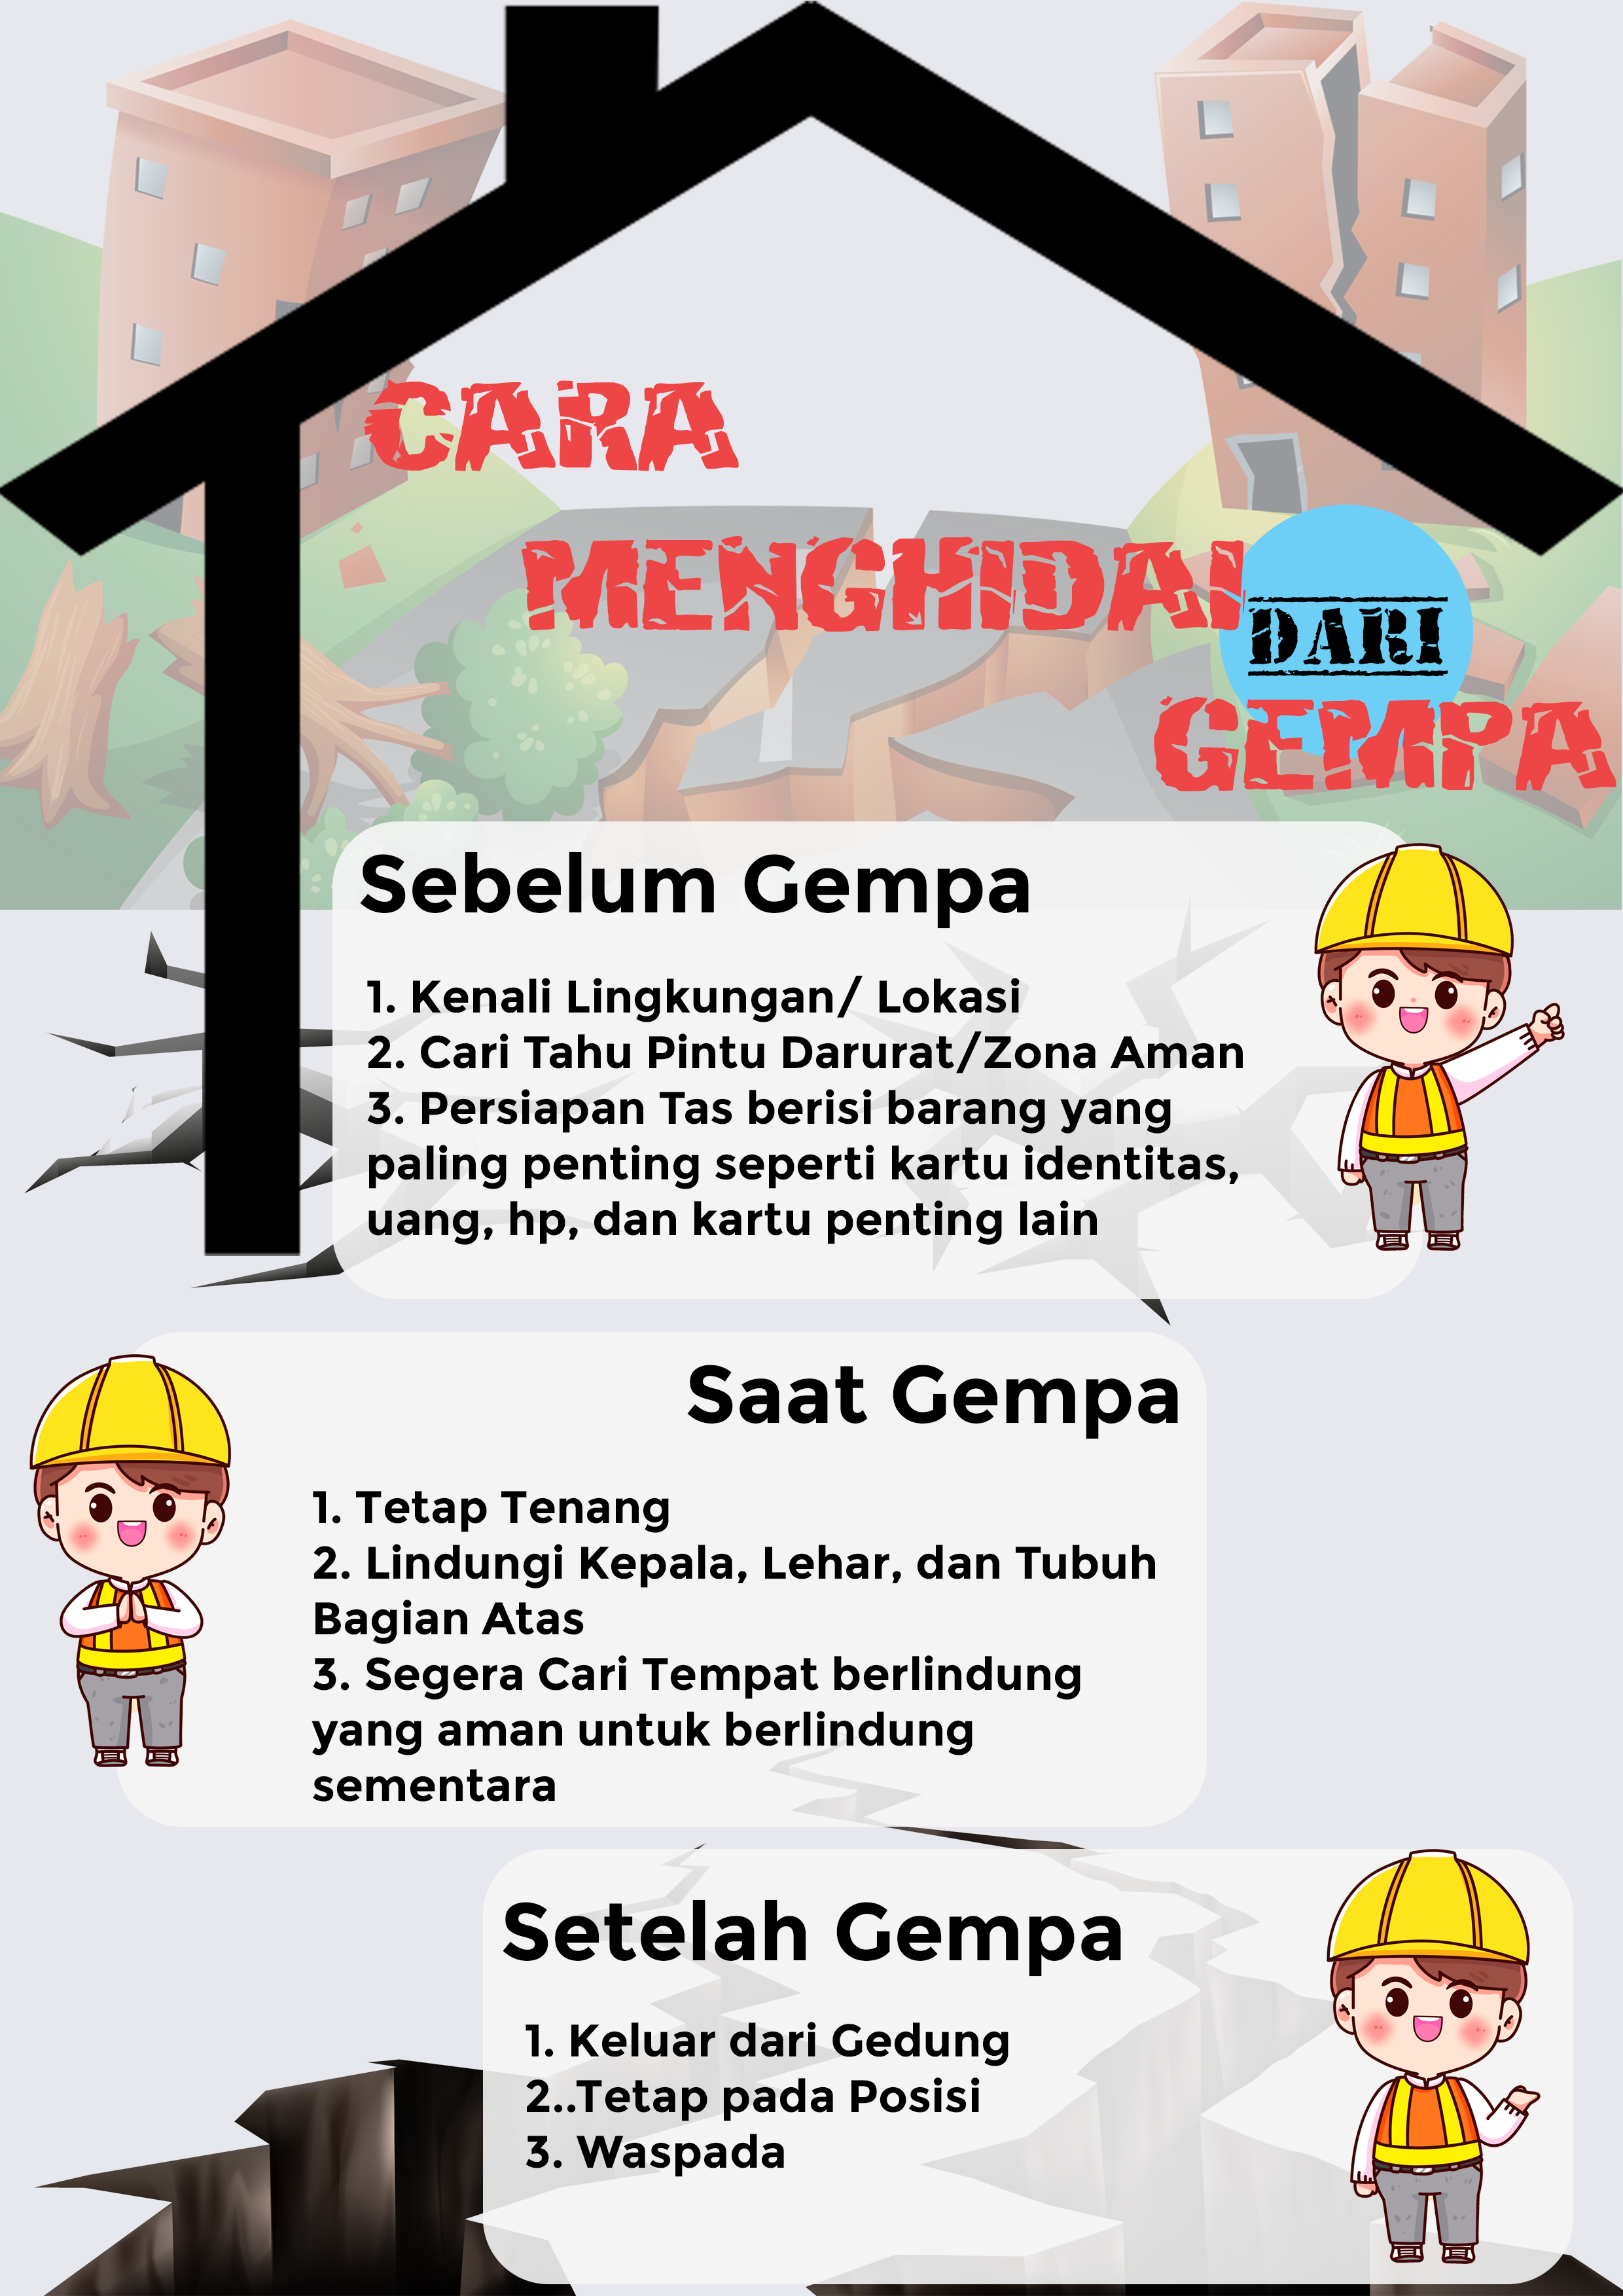 CARA
MENGHIDAI
DARI
GEMPA
Sebelum Gempa
1. Kenali Lingkungan/ Lokasi
2. Cari Tahu Pintu Darurat/Zona Aman
3. Persiapan Tas berisi barang yang
paling penting seperti kartu identitas,
uang, hp, dan kartu penting lain
Saat Gempa
1. Tetap Tenang
2. Lindungi Kepala, Lehar, dan Tubuh
Bagian Atas
3. Segera Cari Tempat berlindung
yang aman untuk berlindung
sementara
Setelah Gempa
1. Keluar dari Gedung
2..Tetap pada Posisi
3. Waspada